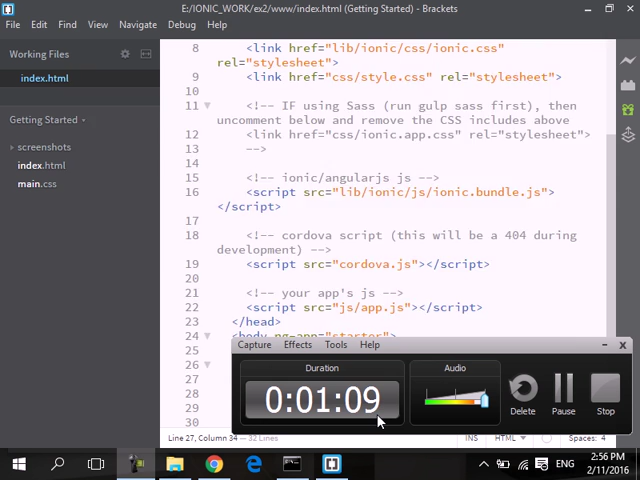 E:/IONIC_WORK/ex2/www/index.html (Getting Started) - Brackets
File Edit Find View Navigate Debug Help
Working Files
index.html
Getting Started
screenshots
index.html
main.css
8 <link href="lib/ionic/css/ionic.css"
rel="stylesheet">
9 <link href="css/style.css" rel="stylesheet">
10
11 <!-- IF using Sass (run gulp sass first), then
uncomment below and remove the CSS includes above
12 <link href="css/ionic.app.css" rel="stylesheet">
13 -->
14
15 <!-- ionic/angularjs js -->
16 <script src="lib/ionic/js/ionic.bundle.js">
</script>
17
18 <!-- cordova script (this will be a 404 during
development) -->
19 <script src="cordova.js"></script>
20
21 <!-- your app's js -->
22 <script src="js/app.js"></script>
23 </head>
24 <body ng-app="starter">
25
26
27
28
29
30
Capture Effects Tools Help
Duration
0:01:09
Audio
Delete
Pause
Stop
Line 27, Column 34 — 32 Lines
INS HTML Spaces: 4
ENG
2:56 PM
2/11/2016